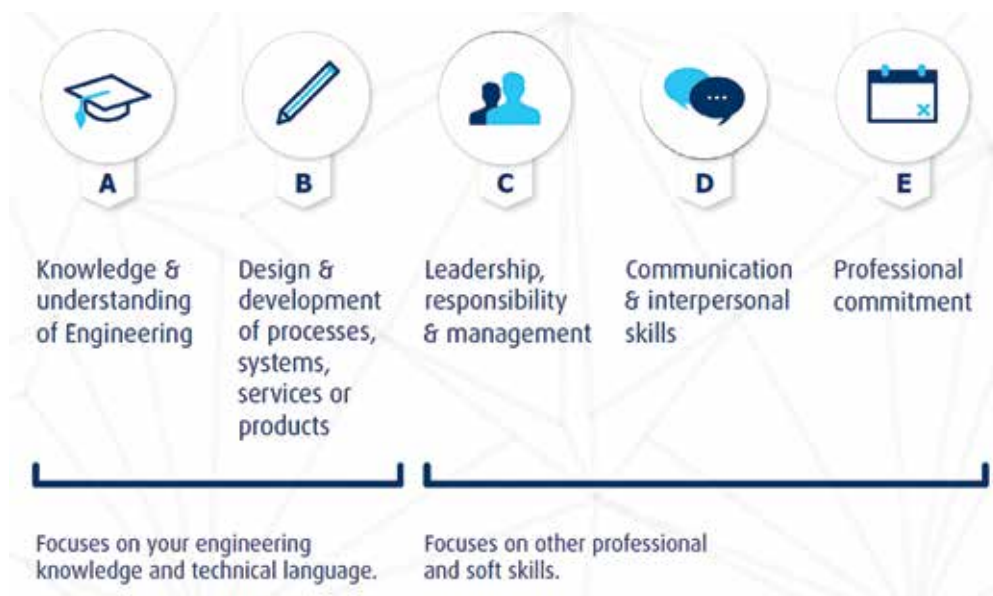 A
B
C
D
E
Knowledge &
understanding
of Engineering
Design &
development
of processes,
systems,
services or
products
Leadership,
responsibility
& management
Communication
& interpersonal
skills
Professional
commitment
Focuses on your engineering
knowledge and technical language.
Focuses on other professional
and soft skills.